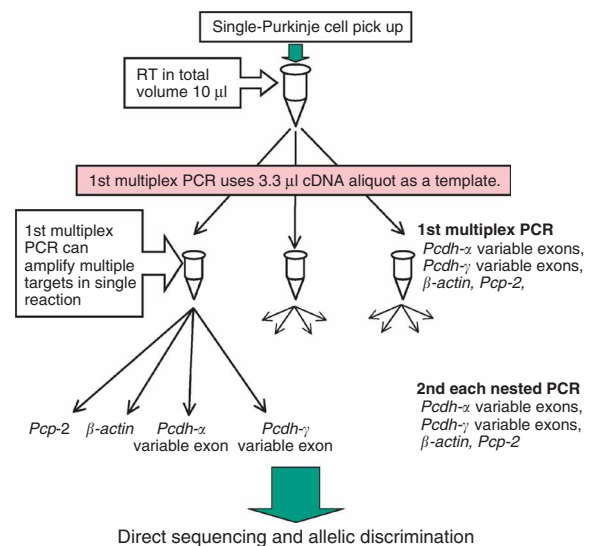 Single-Purkinje cell pick up
RT in total
volume 10 μl
1st multiplex PCR uses 3.3 μl cDNA aliquot as a template.
1st multiplex
PCR can
amplify multiple
targets in single
reaction
1st multiplex PCR
Pcdh-α variable exons,
Pcdh-γ variable exons,
β-actin, Pcp-2,
2nd each nested PCR
Pcdh-α variable exons,
Pcdh-γ variable exons,
β-actin, Pcp-2
Pcp-2 β-actin Pcdh-α Pcdh-γ
variable exon variable exon
Direct sequencing and allelic discrimination